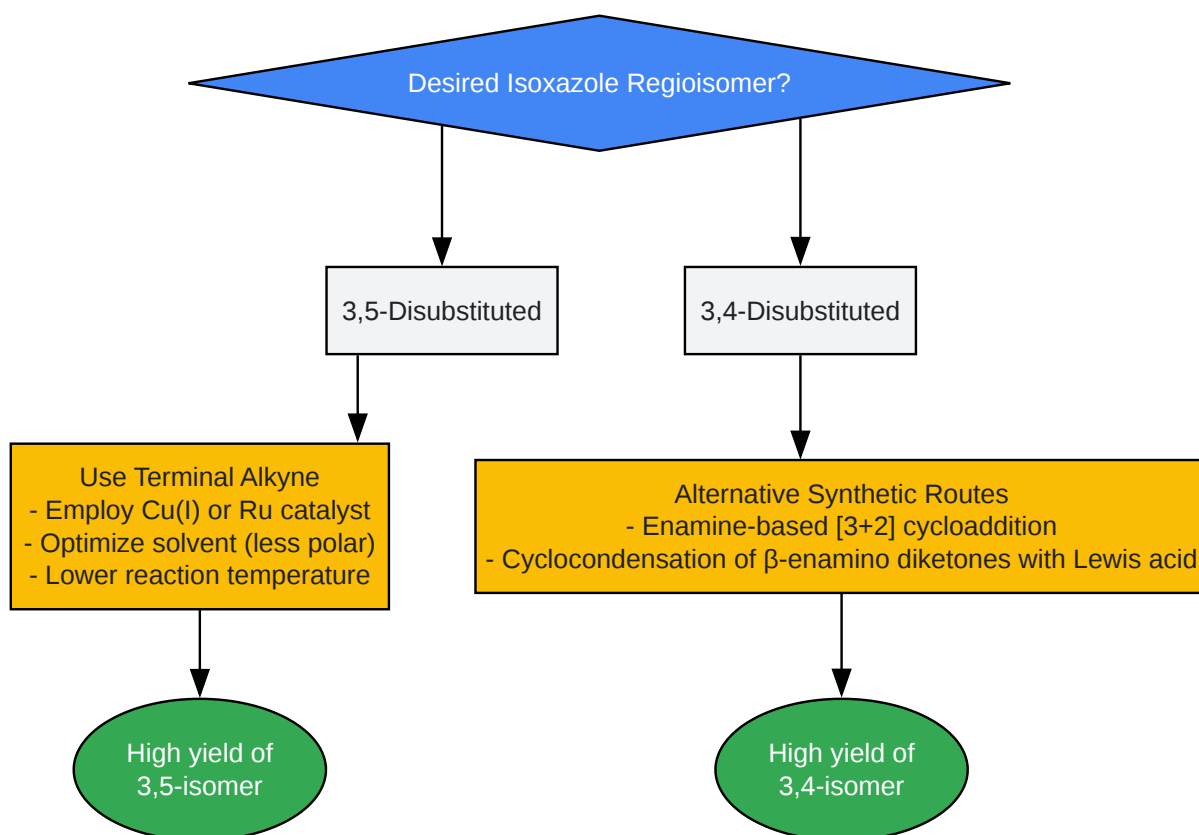 Desired Isoxazole Regioisomer?
3,5-Disubstituted
3,4-Disubstituted
Use Terminal Alkyne
- Employ Cu(I) or Ru catalyst
- Optimize solvent (less polar)
- Lower reaction temperature
Alternative Synthetic Routes
- Enamine-based [3+2] cycloaddition
- Cyclocondensation of β-enamino diketones with Lewis acid
High yield of
3,5-isomer
High yield of
3,4-isomer